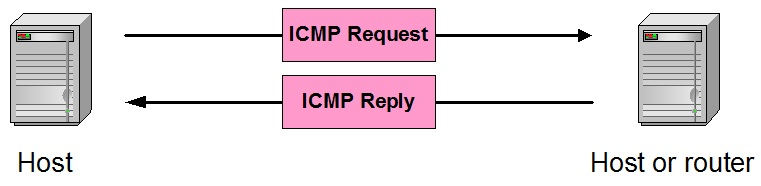 ICMP Request
ICMP Reply
Host
Host or router